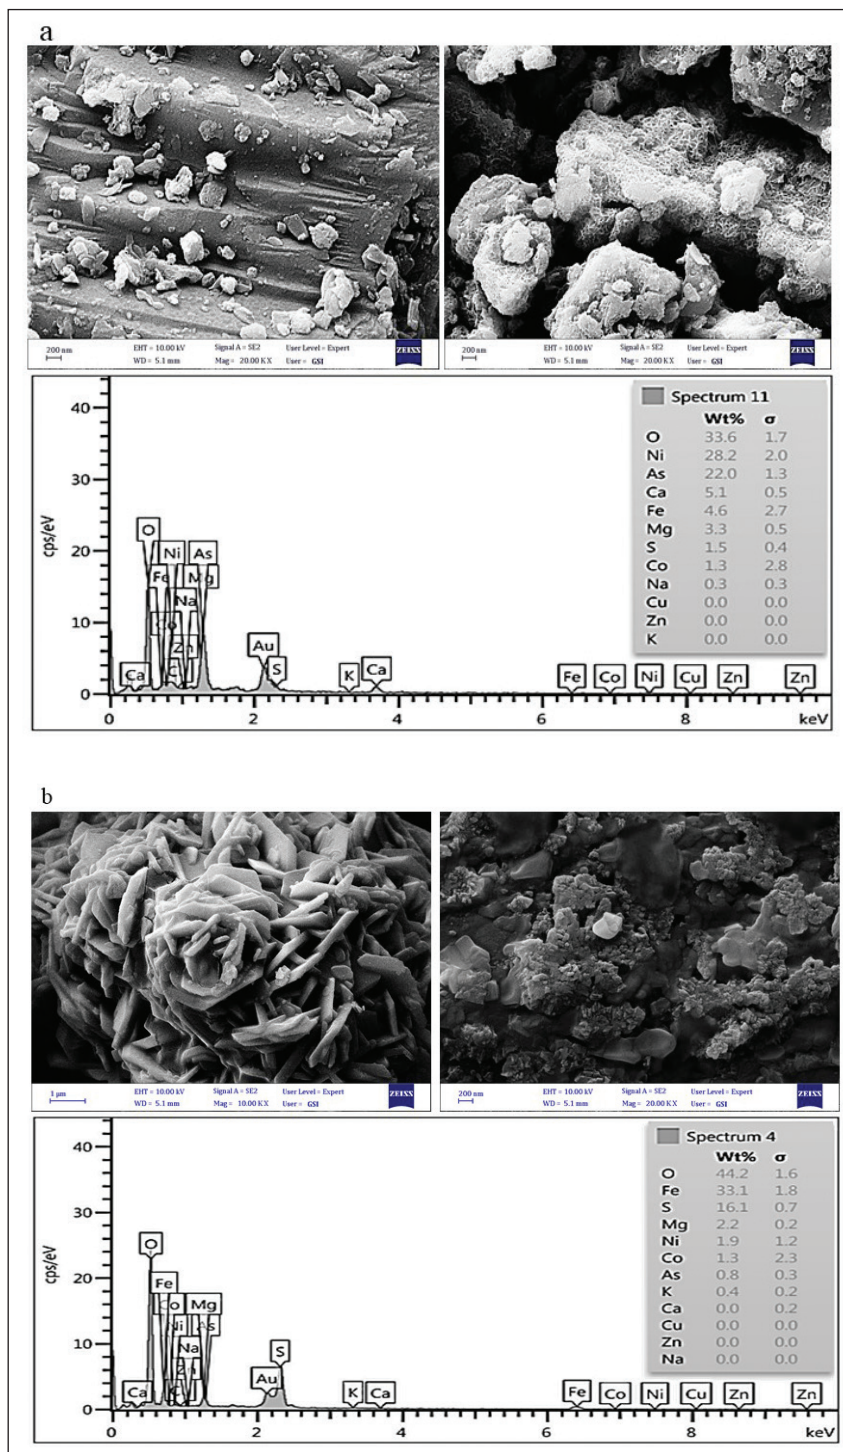 a
200 nm
EHT = 10.00 kV Signal A = SE2 User Level = Expert
WD = 5.1 mm Mag = 20.00 KX User = GSI
ZEISS
200 nm
EHT = 10.00 kV Signal A = SE2 User Level = Expert
WD = 5.1 mm Mag = 20.00 KX User = GSI
ZEISS
Spectrum 11
Wt% σ
O 33.6 1.7
Ni 28.2 2.0
As 22.0 1.3
Ca 5.1 0.5
Fe 4.6 2.7
Mg 3.3 0.5
S 1.5 0.4
Co 1.3 2.8
Na 0.3 0.3
Cu 0.0 0.0
Zn 0.0 0.0
K 0.0 0.0
cps/eV
40
30
20
10
0
O Ni As
Fe Mg
Na
Co
Zn
Ca C Au S K Ca Fe Co Ni Cu Zn Zn
0 2 4 6 8 keV
b
1 μm
EHT = 10.00 kV Signal A = SE2 User Level = Expert
WD = 5.1 mm Mag = 10.00 KX User = GSI
ZEISS
200 nm
EHT = 10.00 kV Signal A = SE2 User Level = Expert
WD = 5.1 mm Mag = 20.00 KX User = GSI
ZEISS
Spectrum 4
Wt% σ
O 44.2 1.6
Fe 33.1 1.8
S 16.1 0.7
Mg 2.2 0.2
Ni 1.9 1.2
Co 1.3 2.3
As 0.8 0.3
K 0.4 0.2
Ca 0.0 0.2
Cu 0.0 0.0
Zn 0.0 0.0
Na 0.0 0.0
cps/eV
40
30
20
10
0
O
Fe
Co Mg
Ni As
Na
Zn
S
Ca C Au K Ca Fe Co Ni Cu Zn Zn
0 2 4 6 8 keV